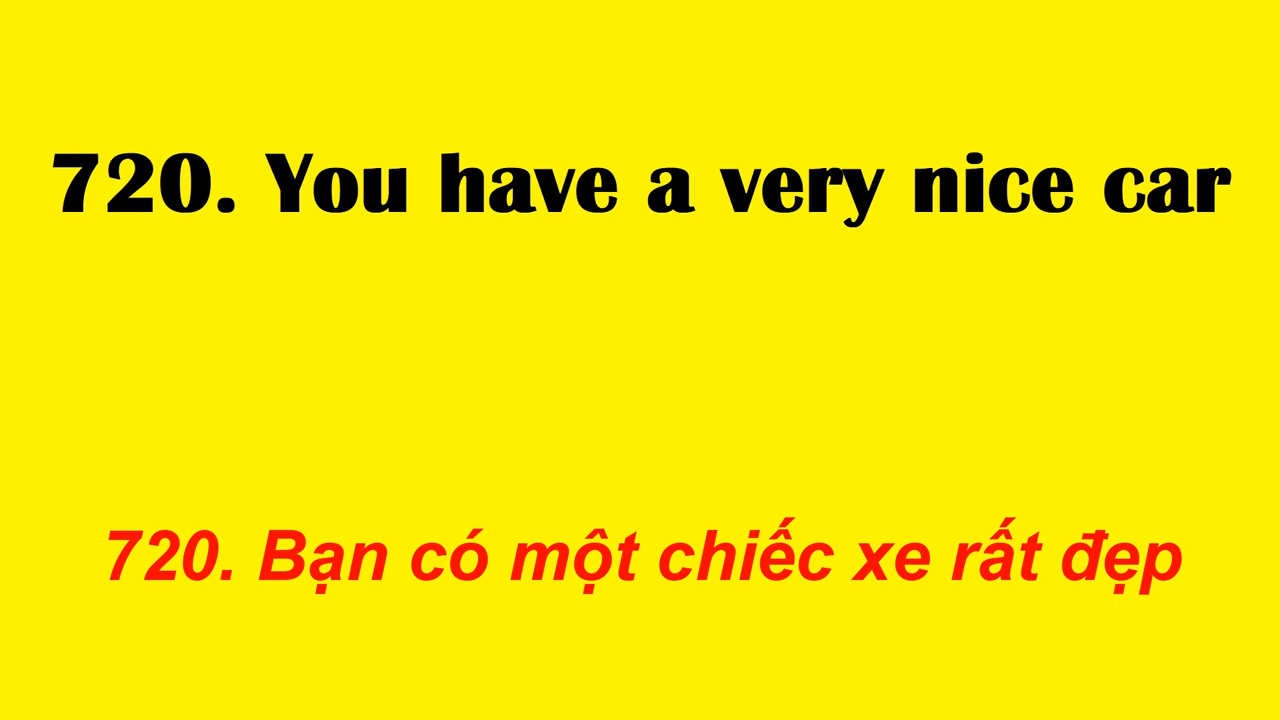 720. You have a very nice car
720. Bạn có một chiếc xe rất đẹp